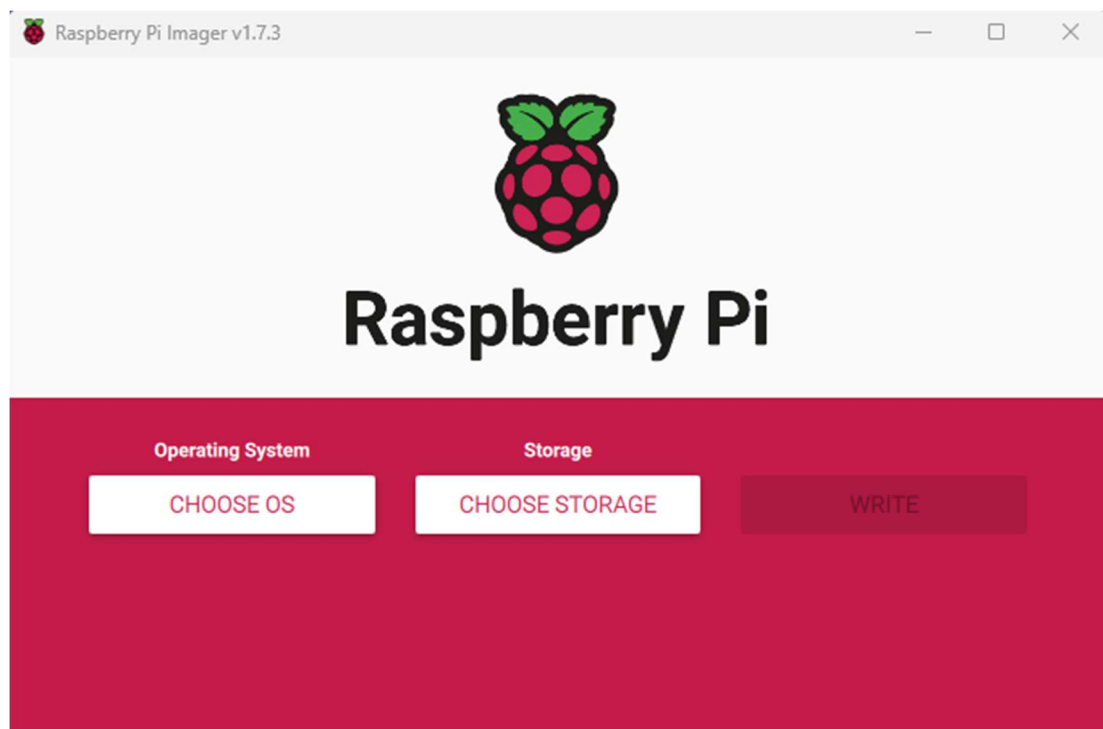 Raspberry Pi Imager v1.7.3
Raspberry Pi
Operating System
Storage
CHOOSE OS
CHOOSE STORAGE
WRITE